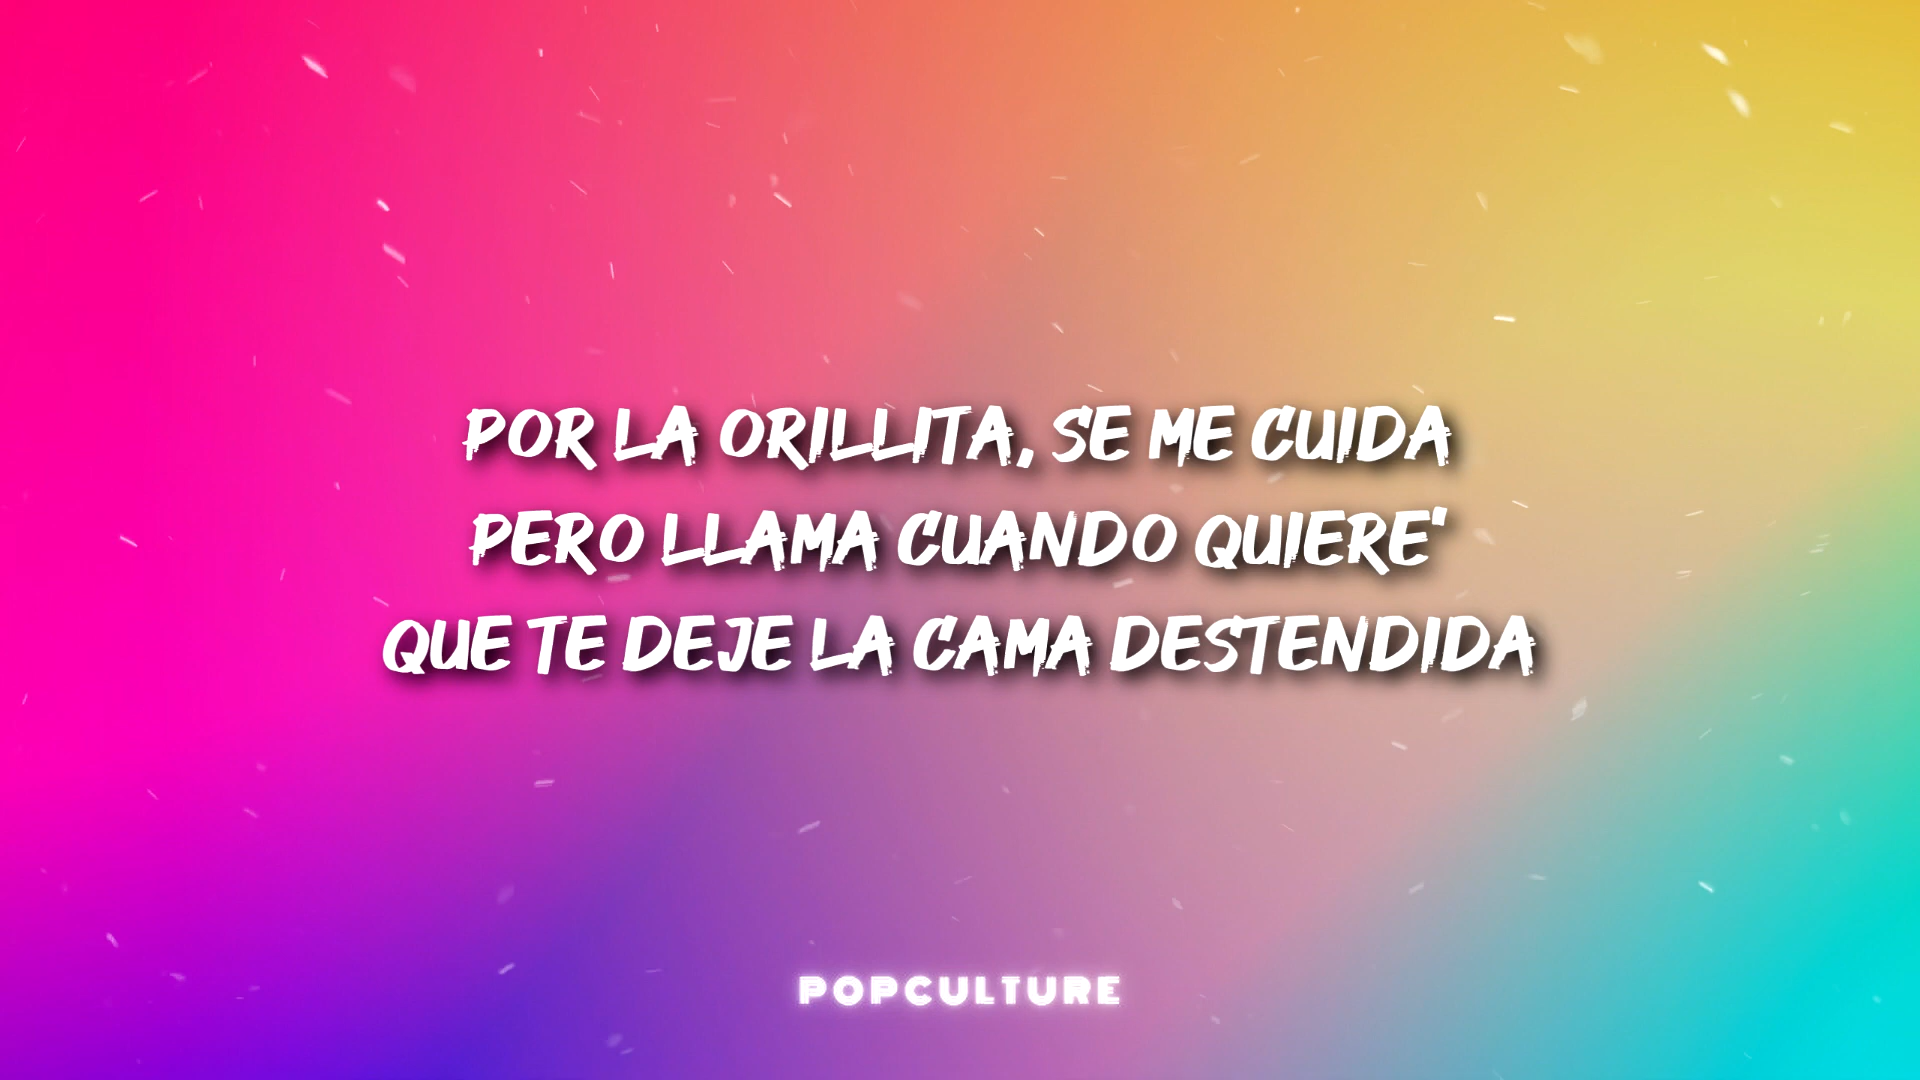 POR LA ORILLITA, SE ME CUIDA
PERO LLAMA CUANDO QUIERE'
QUE TE DEJE LA CAMA DESTENDIDA
POPCULTURE